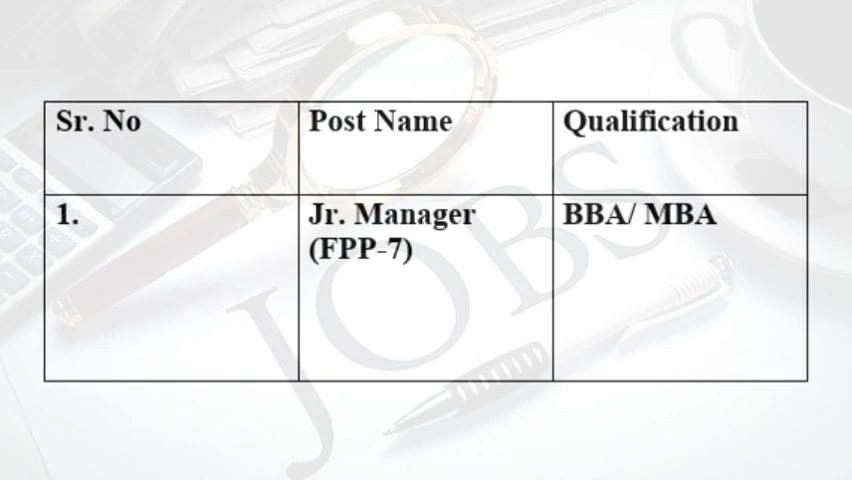 Sr. No Post Name Qualification
1. Jr. Manager BBA/ MBA
(FPP-7)
JOBS